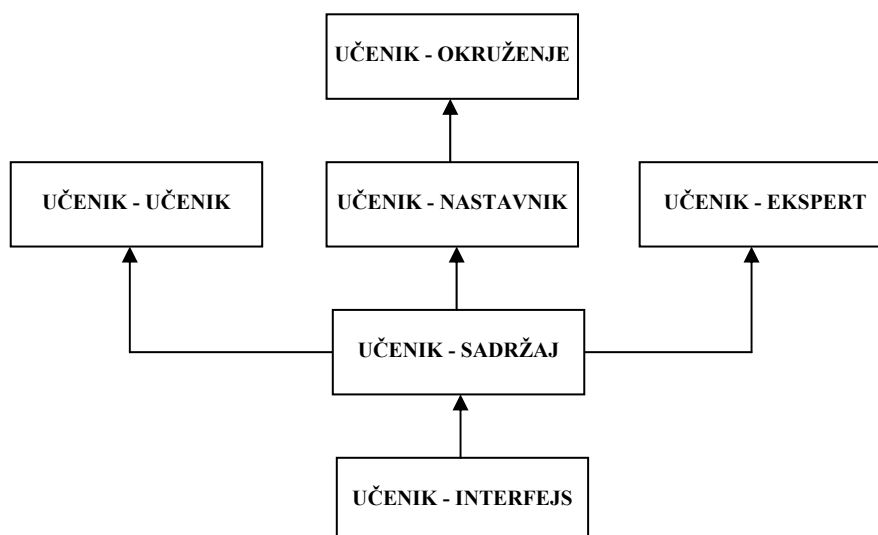 UČENIK - OKRUŽENJE
UČENIK - UČENIK
UČENIK - NASTAVNIK
UČENIK - EKSPERT
UČENIK - SADRŽAJ
UČENIK - INTERFEJS